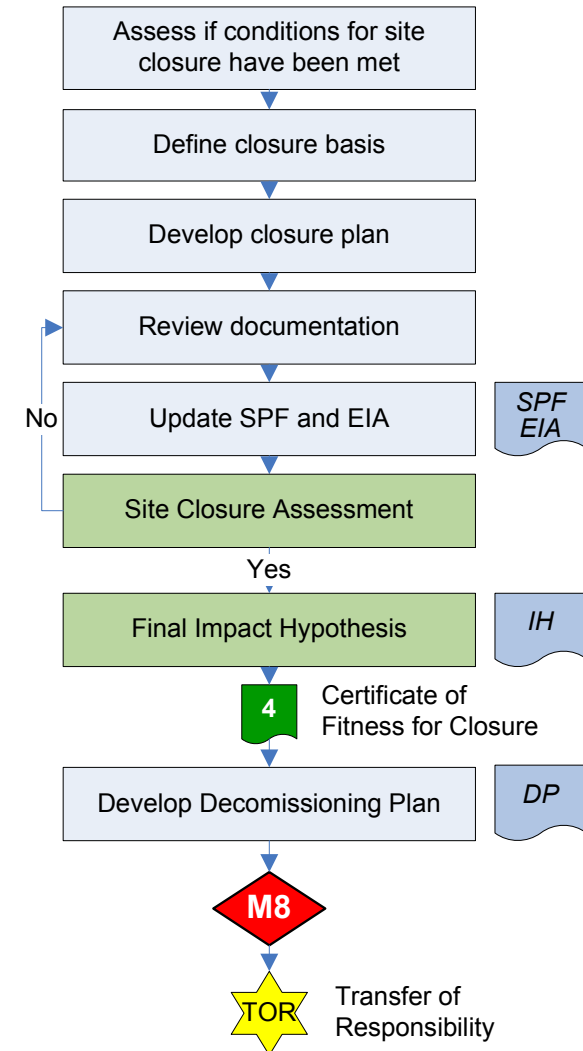 Assess if conditions for site
closure have been met
Define closure basis
Develop closure plan
Review documentation
No
Update SPF and EIA
SPF
EIA
Site Closure Assessment
Yes
Final Impact Hypothesis
IH
4
Certificate of
Fitness for Closure
Develop Decomissioning Plan
DP
M8
TOR
Transfer of
Responsibility